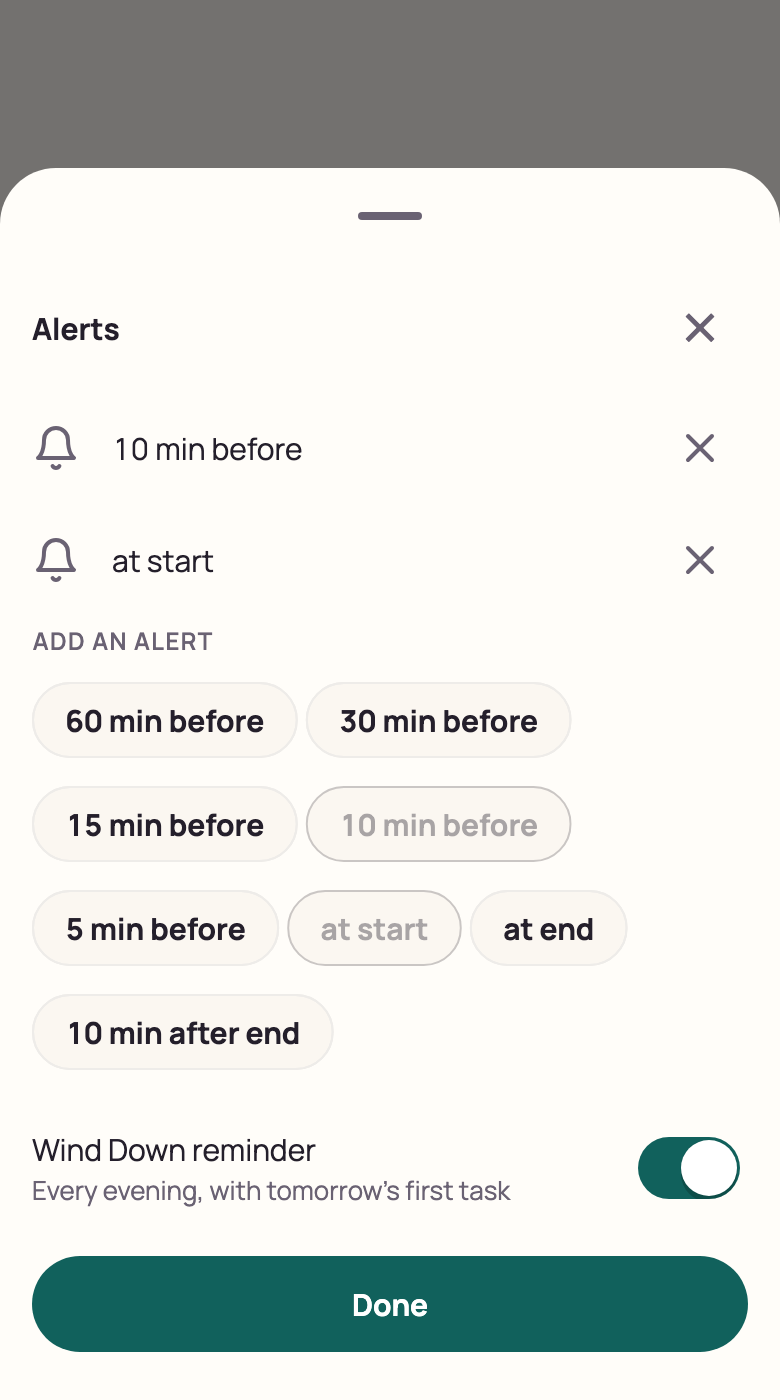 Alerts
10 min before
at start
ADD AN ALERT
60 min before
30 min before
15 min before
10 min before
5 min before
at start
at end
10 min after end
Wind Down reminder
Every evening, with tomorrow's first task
Done